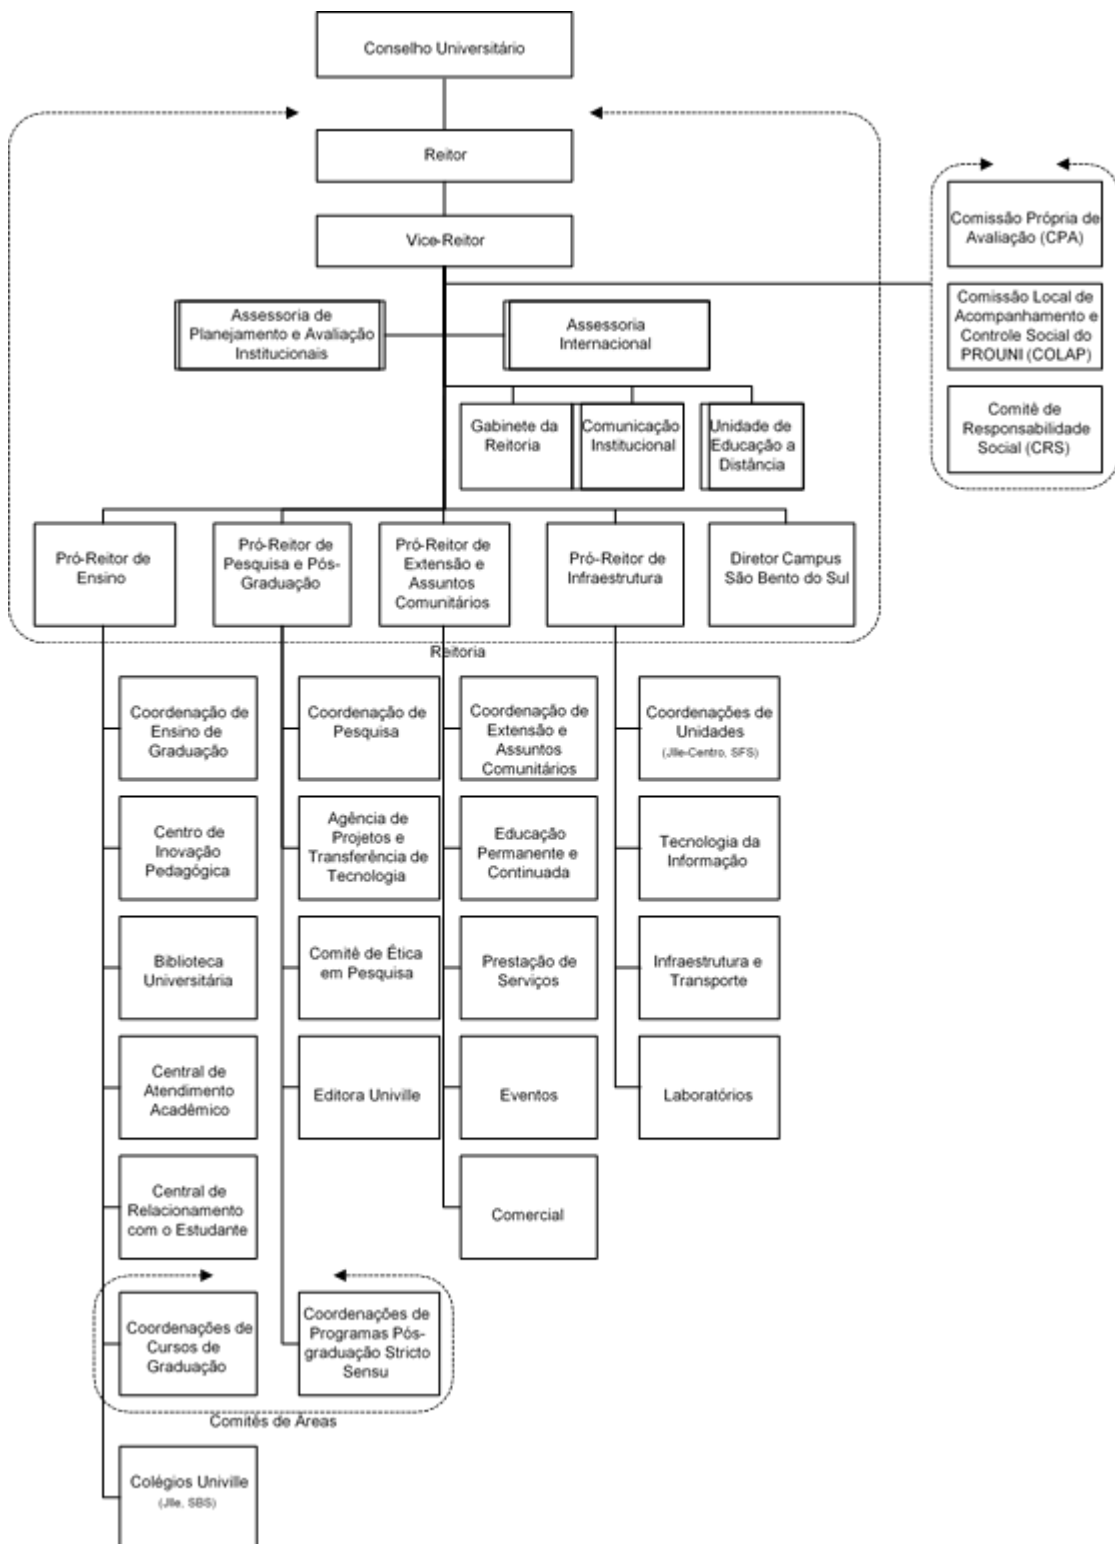 Conselho Universitário
Reitor
Vice-Reitor
Comissão Própria de
Avaliação (CPA)
Comissão Local de
Acompanhamento e
Controle Social do
PROUNI (COLAP)
Comitê de
Responsabilidade
Social (CRS)
Assessoria de
Planejamento e Avaliação
Institucionais
Assessoria
Internacional
Gabinete da
Reitoria
Comunicação
Institucional
Unidade de
Educação a
Distância
Pró-Reitor de
Ensino
Pró-Reitor de
Pesquisa e Pós-
Graduação
Pró-Reitor de
Extensão e
Assuntos
Comunitários
Pró-Reitor de
Infraestrutura
Diretor Campus
São Bento do Sul
Reitoria
Coordenação de
Ensino de
Graduação
Coordenação de
Pesquisa
Coordenação de
Extensão e
Assuntos
Comunitários
Coordenações de
Unidades
(Jlle-Centro, SFS)
Centro de
Inovação
Pedagógica
Agência de
Projetos e
Transferência de
Tecnologia
Educação
Permanente e
Continuada
Tecnologia da
Informação
Biblioteca
Universitária
Comitê de Ética
em Pesquisa
Prestação de
Serviços
Infraestrutura e
Transporte
Central de
Atendimento
Acadêmico
Editora Univille
Eventos
Laboratórios
Central de
Relacionamento
com o Estudante
Comercial
Coordenações de
Cursos de
Graduação
Coordenações de
Programas Pós-
graduação Stricto
Sensu
Comitês de Áreas
Colégios Univille
(Jlle, SBS)